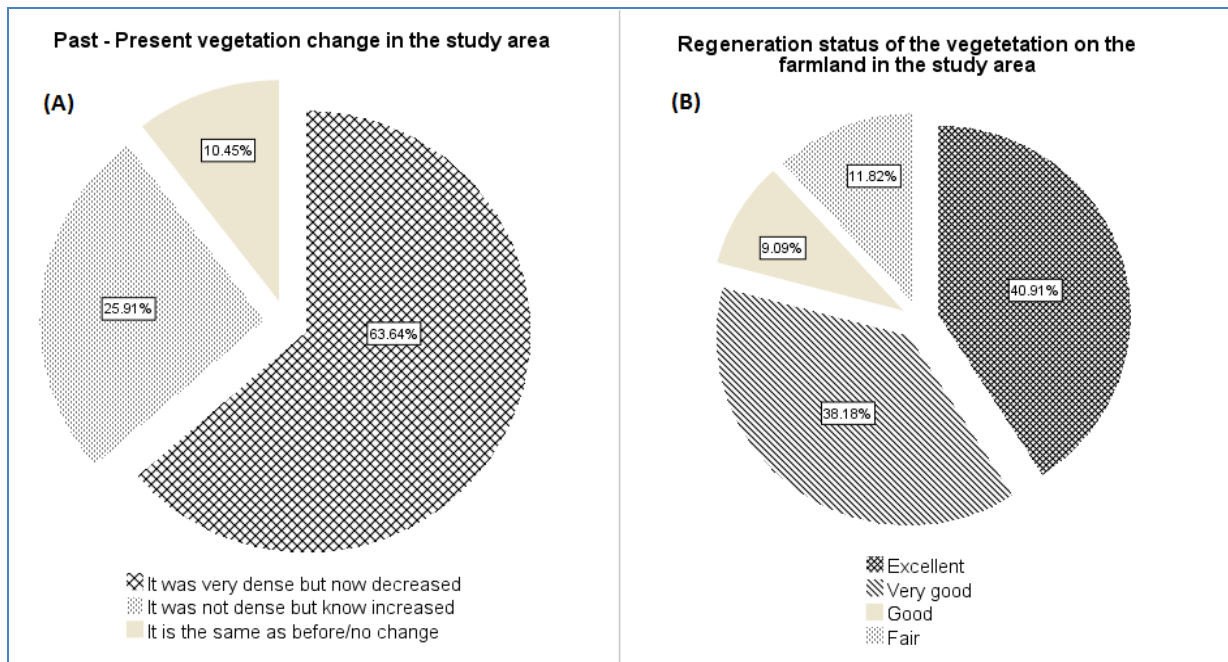 Past - Present vegetation change in the study area
(A)
10.45%
25.91%
63.64%
It was very dense but now decreased
It was not dense but know increased
It is the same as before/no change
Regeneration status of the vegetetation on the
farmland in the study area
(B)
11.82%
9.09%
40.91%
38.18%
Excellent
Very good
Good
Fair